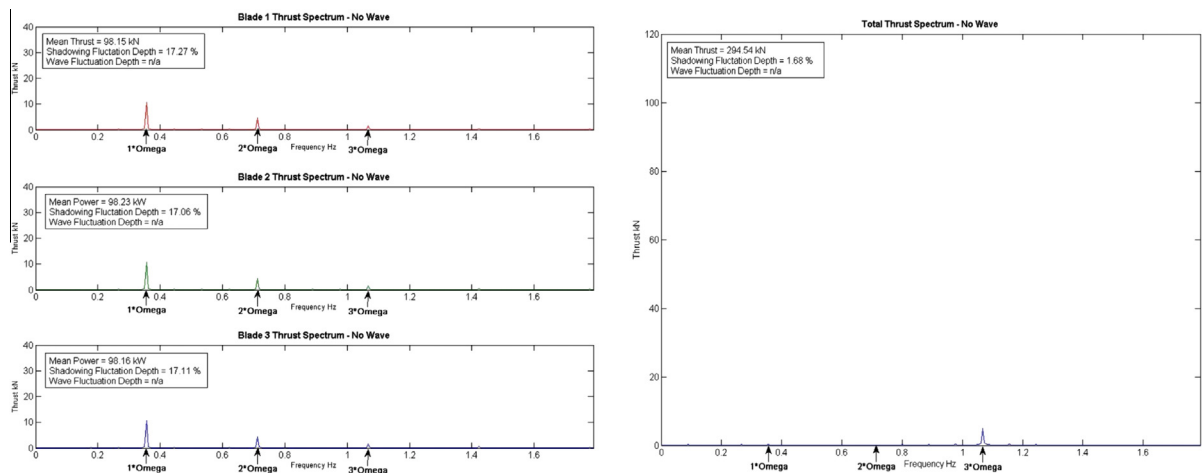 Blade 1 Thrust Spectrum - No Wave
40
30
20
10
0
Thrust kN
Mean Thrust = 98.15 kN
Shadowing Fluctation Depth = 17.27 %
Wave Fluctuation Depth = n/a
0 0.2 0.4 0.6 0.8 1 1.2 1.4 1.6
1*Omega 2*Omega Frequency Hz 3*Omega
Blade 2 Thrust Spectrum - No Wave
40
30
20
10
0
Thrust kN
Mean Power = 98.23 kW
Shadowing Fluctation Depth = 17.06 %
Wave Fluctuation Depth = n/a
0 0.2 0.4 0.6 0.8 1 1.2 1.4 1.6
1*Omega 2*Omega Frequency Hz 3*Omega
Blade 3 Thrust Spectrum - No Wave
40
30
20
10
0
Thrust kN
Mean Power = 98.16 kW
Shadowing Fluctation Depth = 17.11 %
Wave Fluctuation Depth = n/a
0 0.2 0.4 0.6 0.8 1 1.2 1.4 1.6
1*Omega 2*Omega Frequency Hz 3*Omega
Total Thrust Spectrum - No Wave
120
100
80
60
40
20
0
Thrust kN
Mean Thrust = 294.54 kN
Shadowing Fluctation Depth = 1.68 %
Wave Fluctuation Depth = n/a
0 0.2 0.4 0.6 0.8 1 1.2 1.4 1.6
1*Omega 2*Omega Frequency Hz 3*Omega